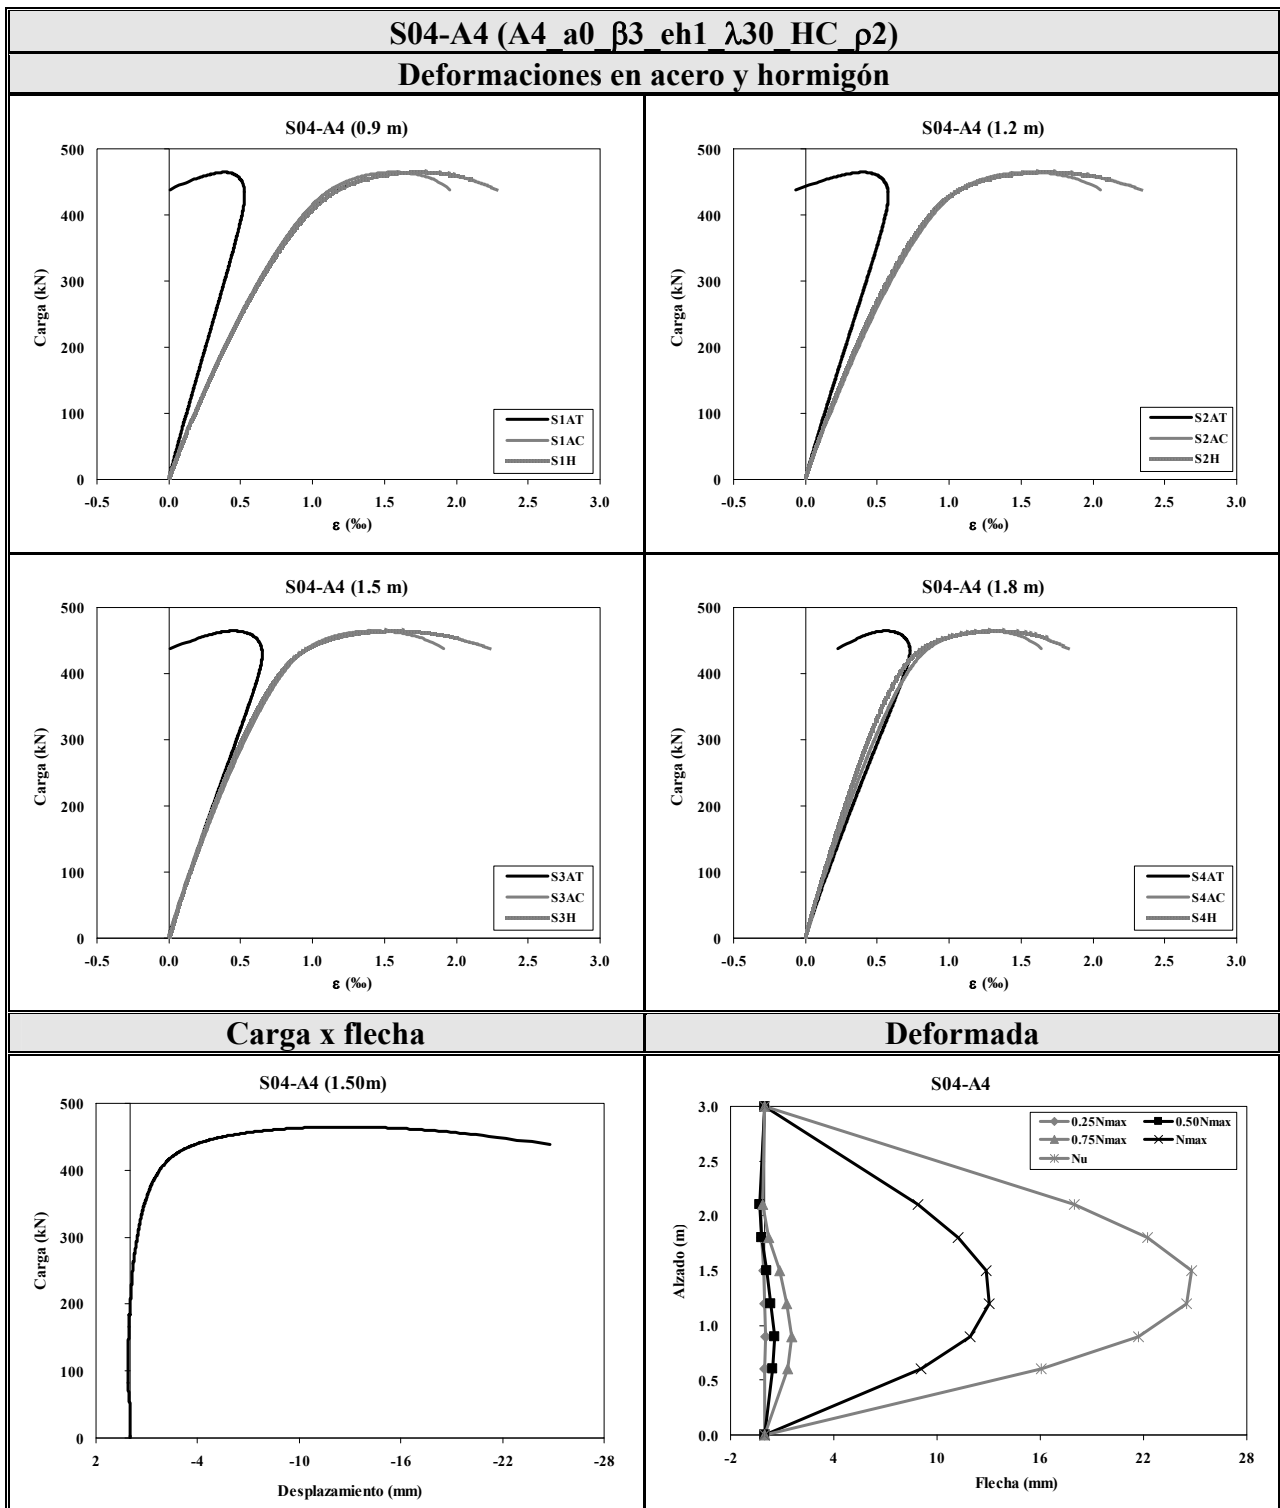 S04-A4 (A4_a0_β3_eh1_λ30_HC_ρ2)
Deformaciones en acero y hormigón
S04-A4 (0.9 m)
500
400
300
200
100
0
Carga (kN)
-0.5 0.0 0.5 1.0 1.5 2.0 2.5 3.0
ε (‰)
S1AT
S1AC
S1H
S04-A4 (1.2 m)
500
400
300
200
100
0
Carga (kN)
-0.5 0.0 0.5 1.0 1.5 2.0 2.5 3.0
ε (‰)
S2AT
S2AC
S2H
S04-A4 (1.5 m)
500
400
300
200
100
0
Carga (kN)
-0.5 0.0 0.5 1.0 1.5 2.0 2.5 3.0
ε (‰)
S3AT
S3AC
S3H
S04-A4 (1.8 m)
500
400
300
200
100
0
Carga (kN)
-0.5 0.0 0.5 1.0 1.5 2.0 2.5 3.0
ε (‰)
S4AT
S4AC
S4H
Carga x flecha
S04-A4 (1.50m)
500
400
300
200
100
0
Carga (kN)
2 -4 -10 -16 -22 -28
Desplazamiento (mm)
Deformada
S04-A4
3.0
2.5
2.0
1.5
1.0
0.5
0.0
Alzado (m)
-2 4 10 16 22 28
Flecha (mm)
0.25Nmax 0.50Nmax
0.75Nmax Nmax
Nu